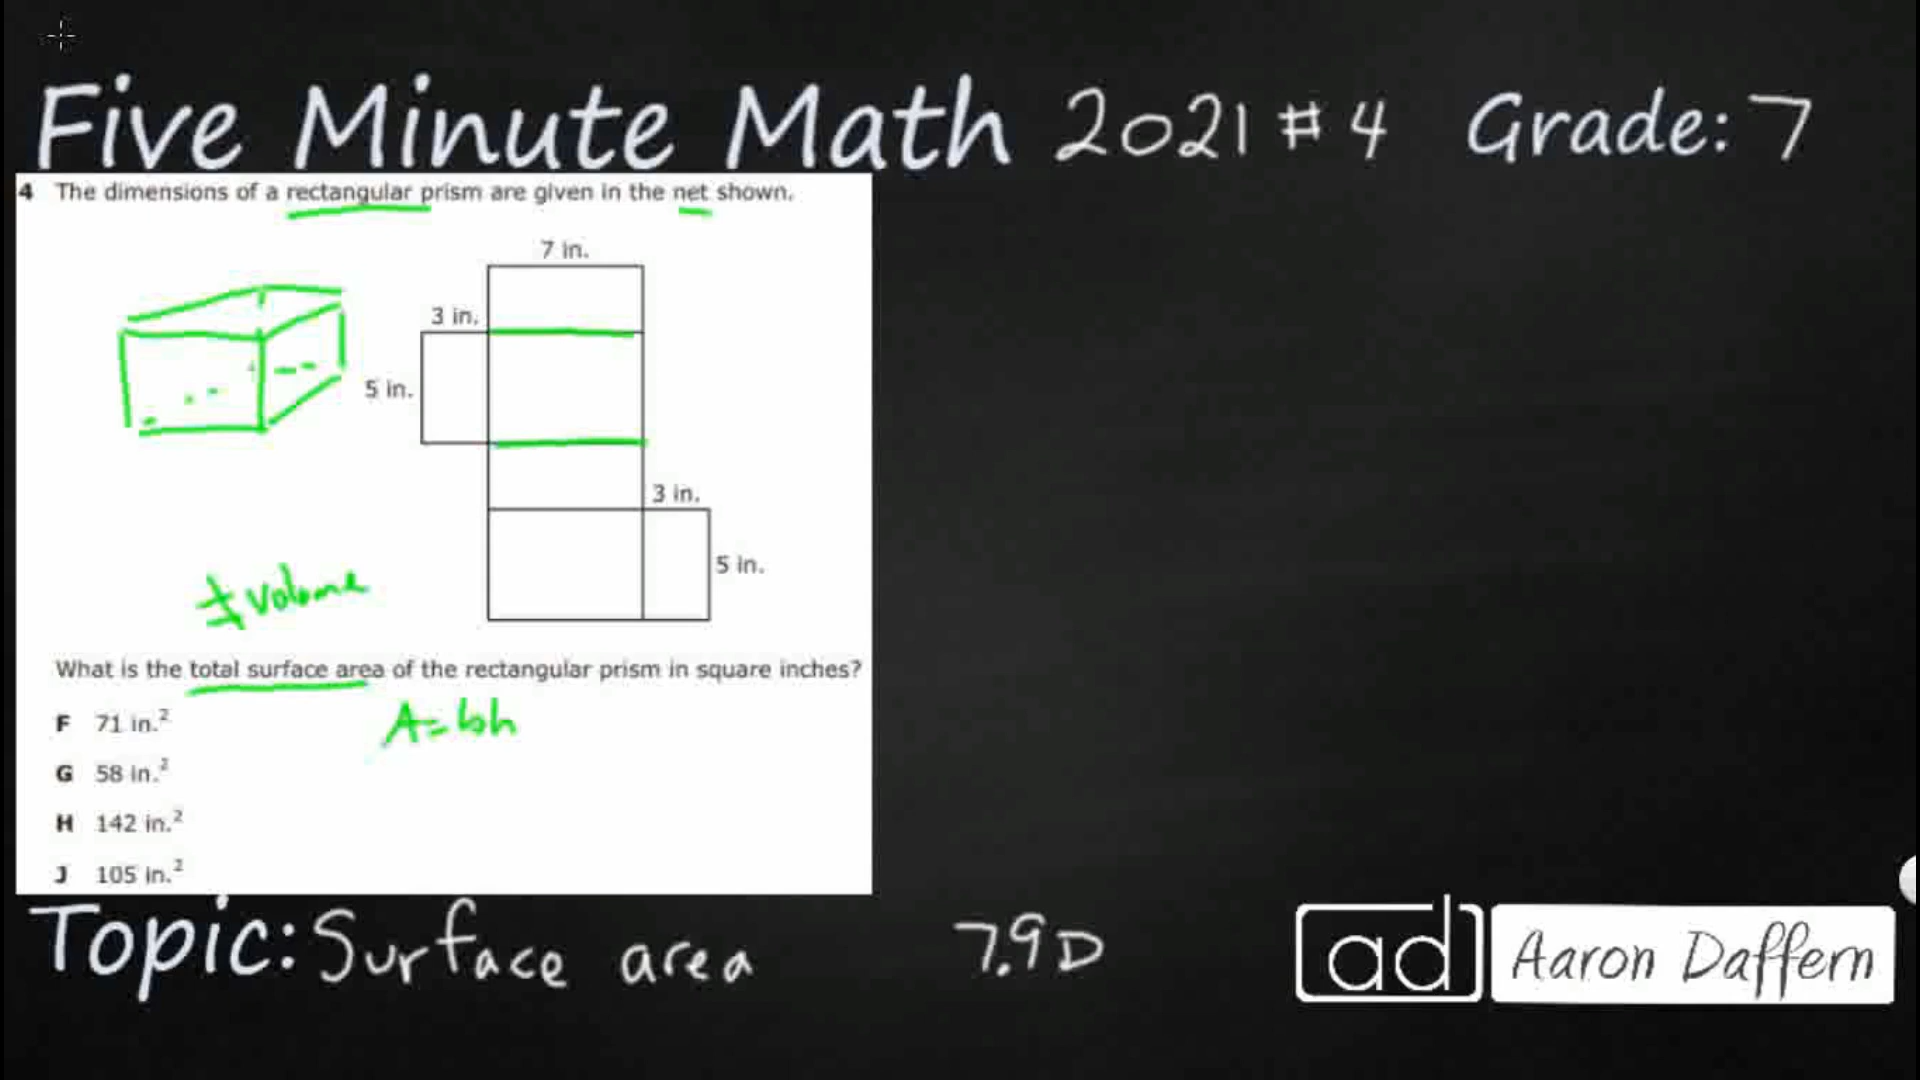 Five Minute Math 2021 #4 Grade: 7
4 The dimensions of a rectangular prism are given in the net shown.
7 in.
3 in.
5 in.
3 in.
5 in.
≠ volume
What is the total surface area of the rectangular prism in square inches?
A=bh
F 71 in.²
G 58 in.²
H 142 in.²
J 105 in.²
Topic: Surface area 7.9D
ad Aaron Daffern